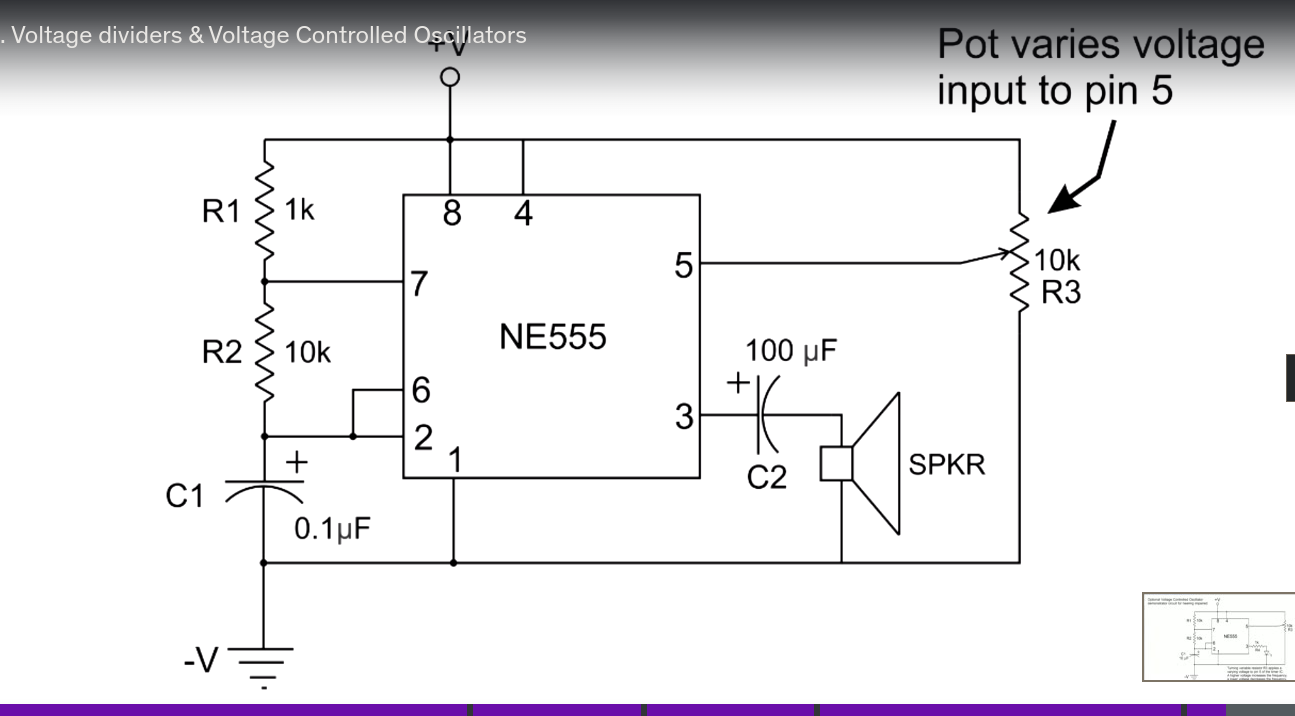 . Voltage dividers & Voltage Controlled Oscillators
+V
Pot varies voltage
input to pin 5
R1
1k
8
4
7
5
10k
R3
R2
10k
NE555
100 µF
+
6
3
2
1
+
C1
0.1µF
C2
SPKR
-V
NE555